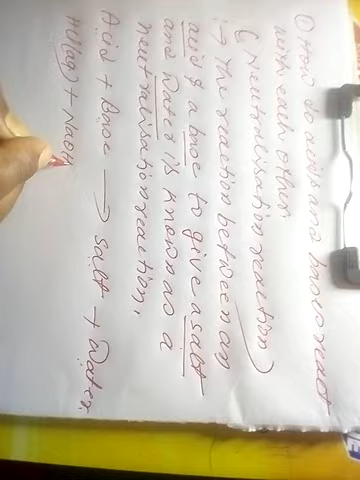 ① How do acids and bases react
with each other
(Neutralisation reaction)
:→ The reaction between an
acid & a base to give a salt
and water is known as a
neutralisation reaction.
Acid + Base → Salt + Water
HCl(aq) + NaOH